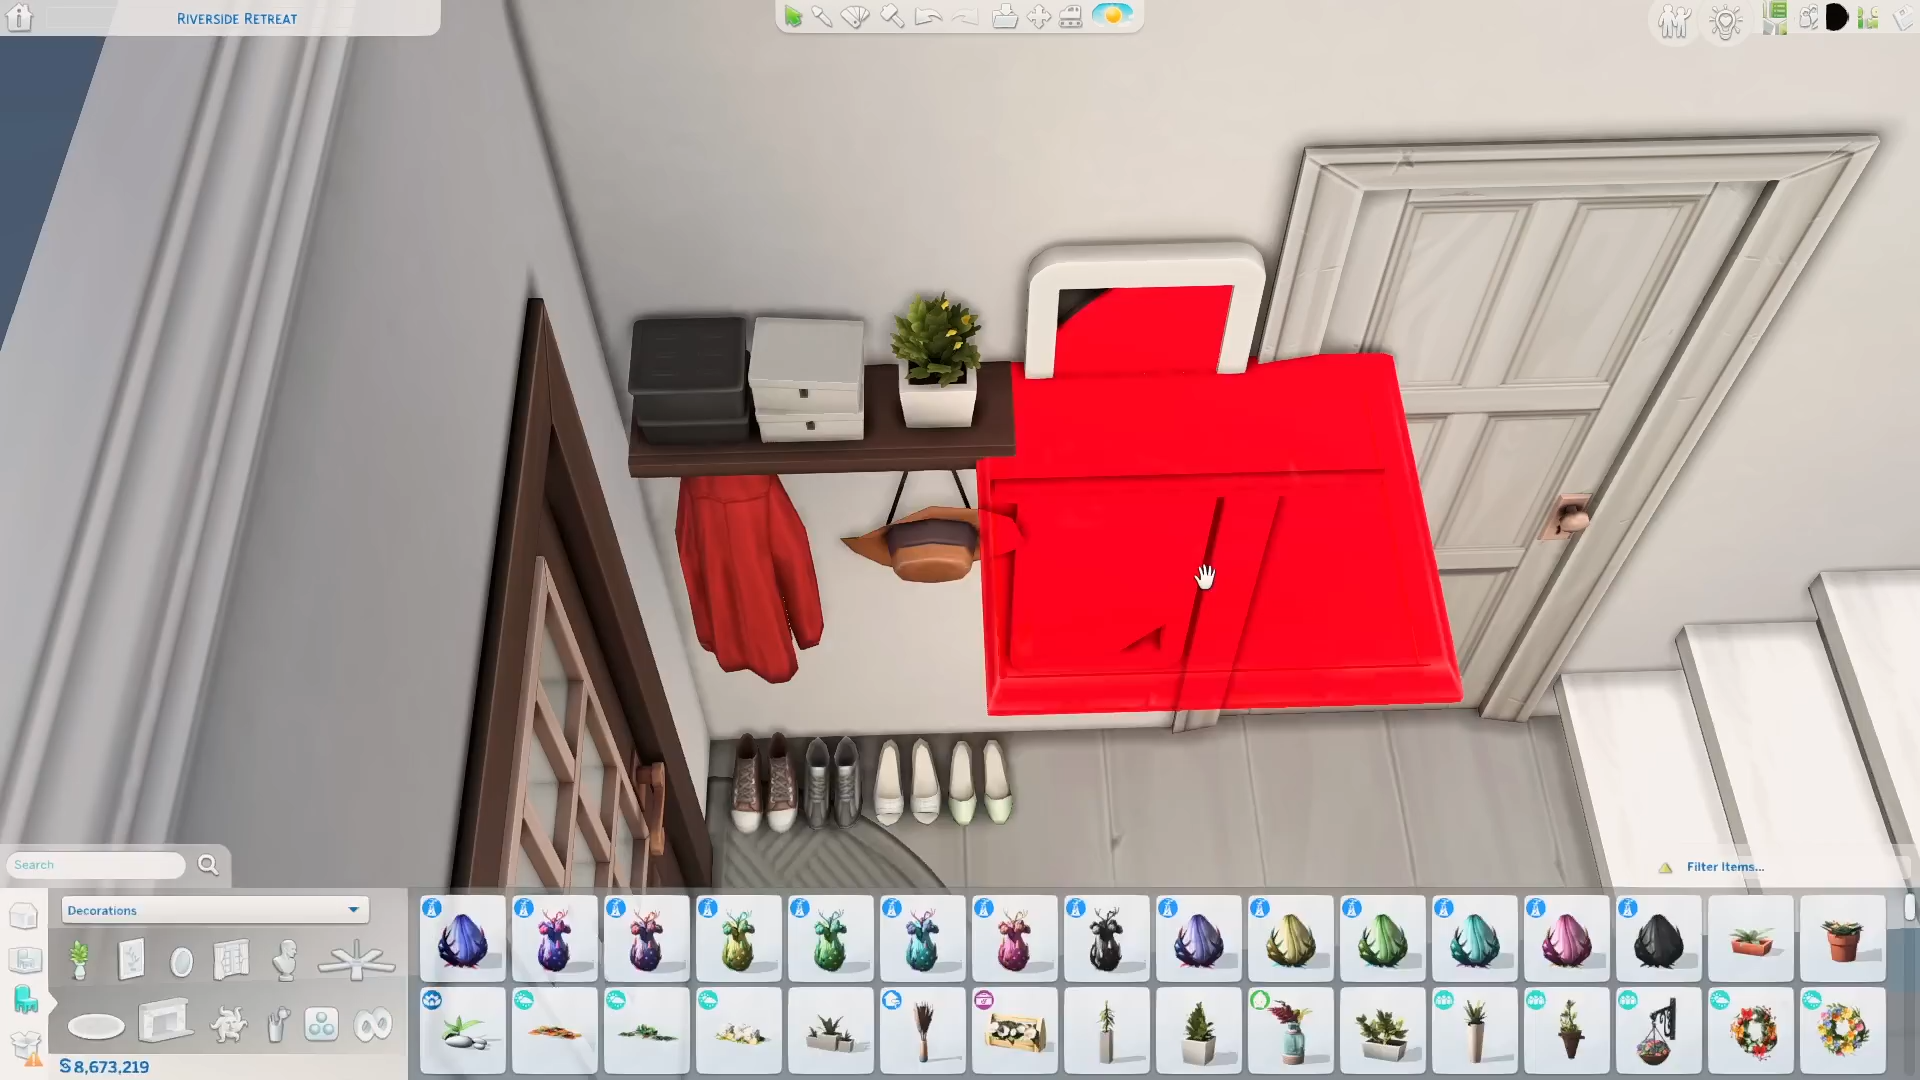 RIVERSIDE RETREAT
Search
Filter Items...
Decorations
§8,673,219